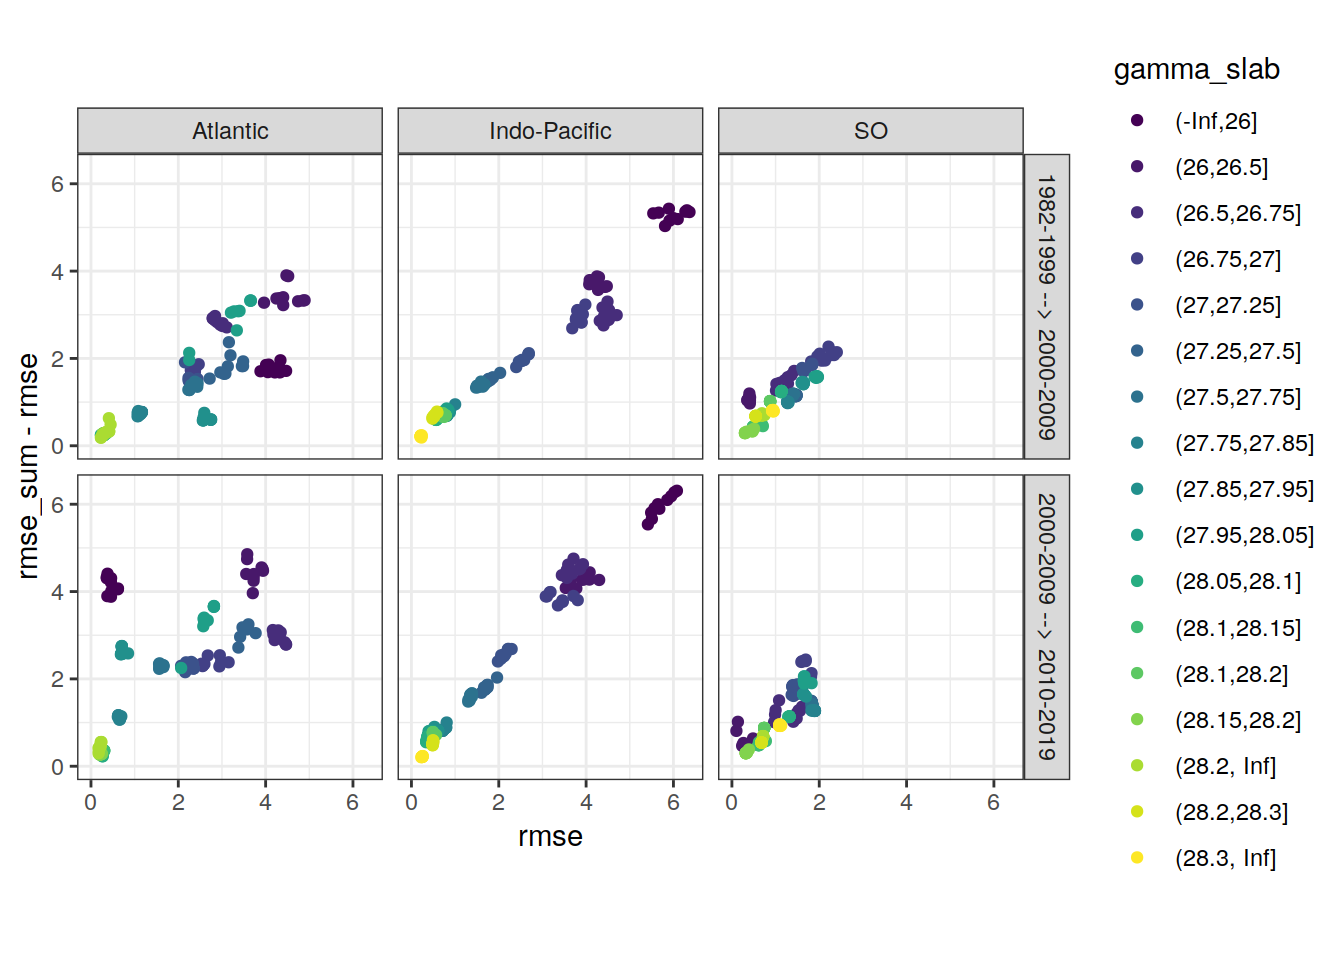 gamma_slab
Atlantic
Indo-Pacific
SO
6
4
2
0
1982-1999 --> 2000-2009
6
4
2
0
2000-2009 --> 2010-2019
rmse_sum - rmse
0 2 4 6
0 2 4 6
0 2 4 6
rmse
(-Inf,26]
(26,26.5]
(26.5,26.75]
(26.75,27]
(27,27.25]
(27.25,27.5]
(27.5,27.75]
(27.75,27.85]
(27.85,27.95]
(27.95,28.05]
(28.05,28.1]
(28.1,28.15]
(28.1,28.2]
(28.15,28.2]
(28.2, Inf]
(28.2,28.3]
(28.3, Inf]